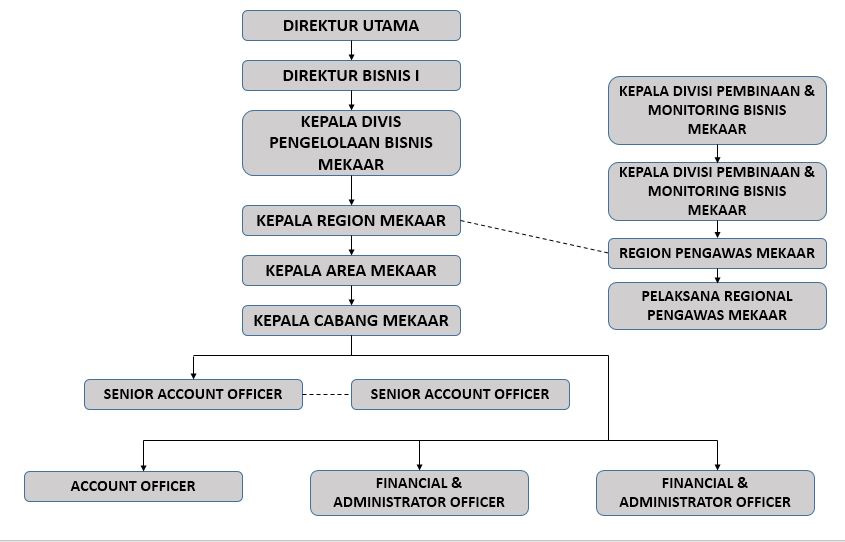 DIREKTUR UTAMA
DIREKTUR BISNIS I
KEPALA DIVIS
PENGELOLAAN BISNIS
MEKAAR
KEPALA REGION MEKAAR
KEPALA AREA MEKAAR
KEPALA CABANG MEKAAR
KEPALA DIVISI PEMBINAAN &
MONITORING BISNIS
MEKAAR
KEPALA DIVISI PEMBINAAN &
MONITORING BISNIS
MEKAAR
REGION PENGAWAS MEKAAR
PELAKSANA REGIONAL
PENGAWAS MEKAAR
SENIOR ACCOUNT OFFICER
SENIOR ACCOUNT OFFICER
ACCOUNT OFFICER
FINANCIAL &
ADMINISTRATOR OFFICER
FINANCIAL &
ADMINISTRATOR OFFICER